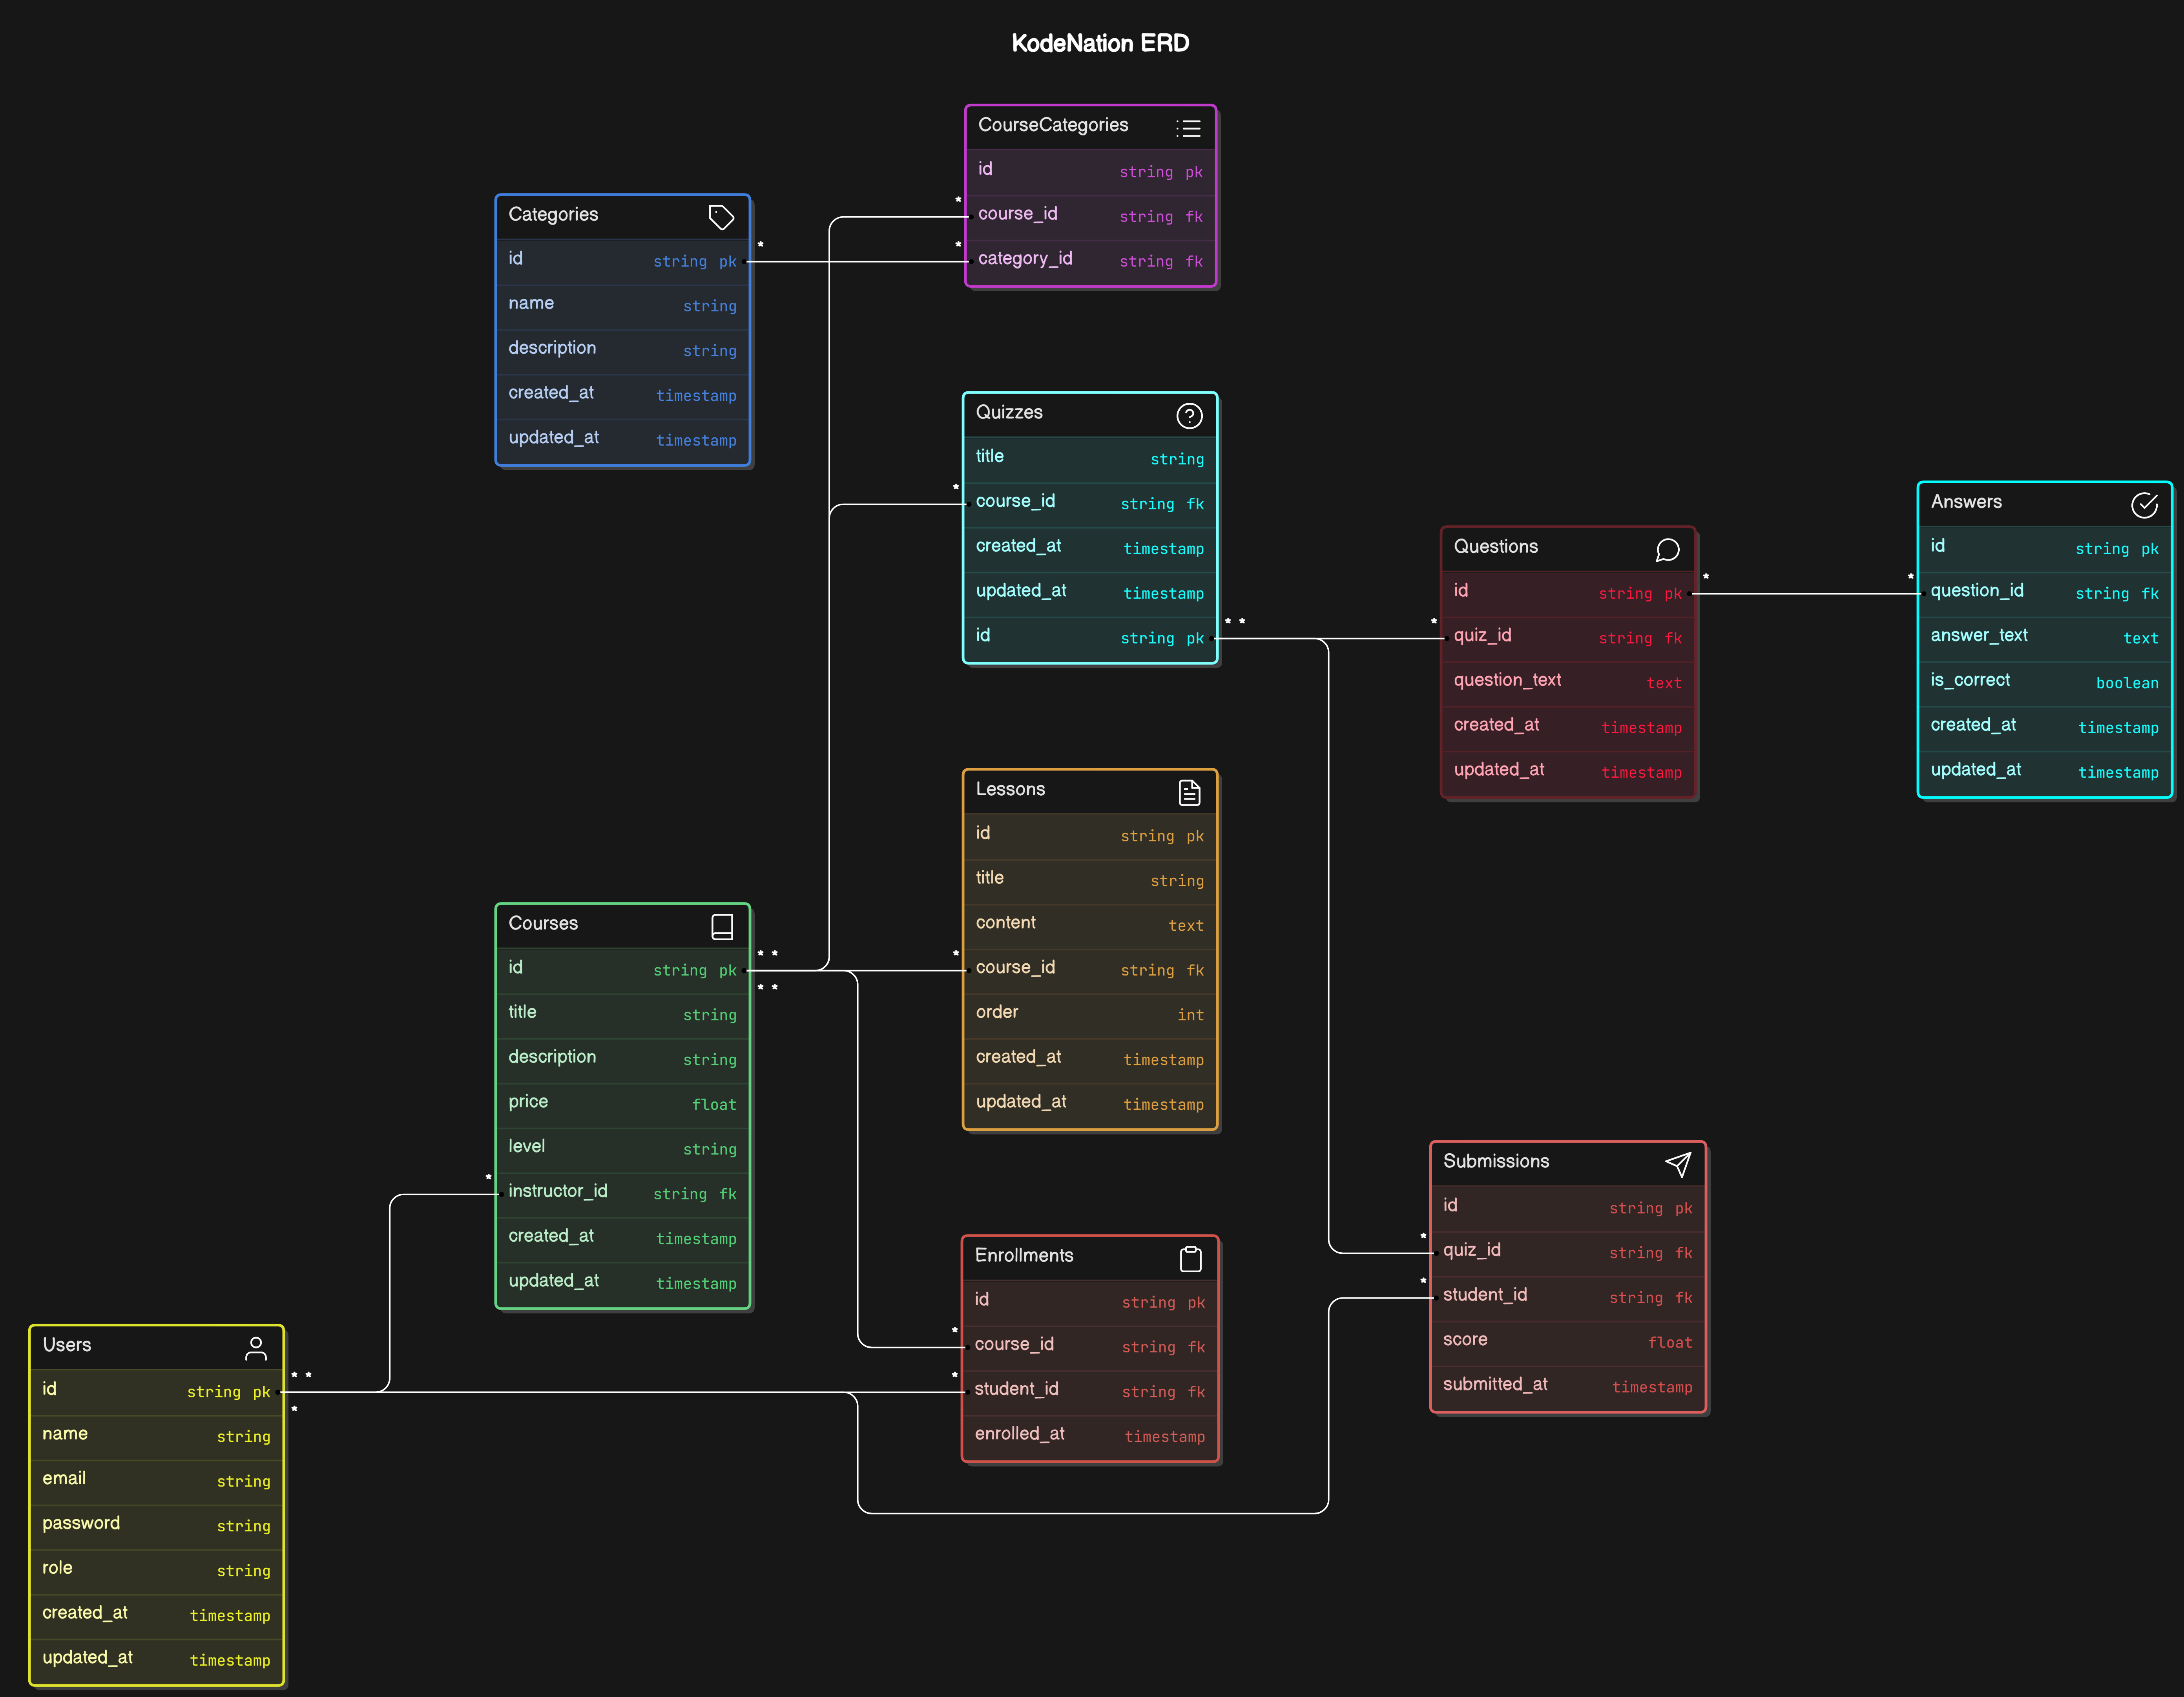 KodeNation ERD
CourseCategories
id string pk
* course_id string fk
* category_id string fk
Categories
id string pk *
name string
description string
created_at timestamp
updated_at timestamp
Quizzes
title string
* course_id string fk
created_at timestamp
updated_at timestamp
id string pk * *
Questions
id string pk *
* quiz_id string fk
question_text text
created_at timestamp
updated_at timestamp
Answers
id string pk
* question_id string fk
answer_text text
is_correct boolean
created_at timestamp
updated_at timestamp
Lessons
id string pk
title string
content text
* course_id string fk
order int
created_at timestamp
updated_at timestamp
Courses
* *
id string pk
* *
title string
description string
price float
level string
* instructor_id string fk
created_at timestamp
updated_at timestamp
Submissions
id string pk
* quiz_id string fk
* student_id string fk
score float
submitted_at timestamp
Enrollments
id string pk
* course_id string fk
* student_id string fk
enrolled_at timestamp
Users
* *
id string pk
*
name string
email string
password string
role string
created_at timestamp
updated_at timestamp